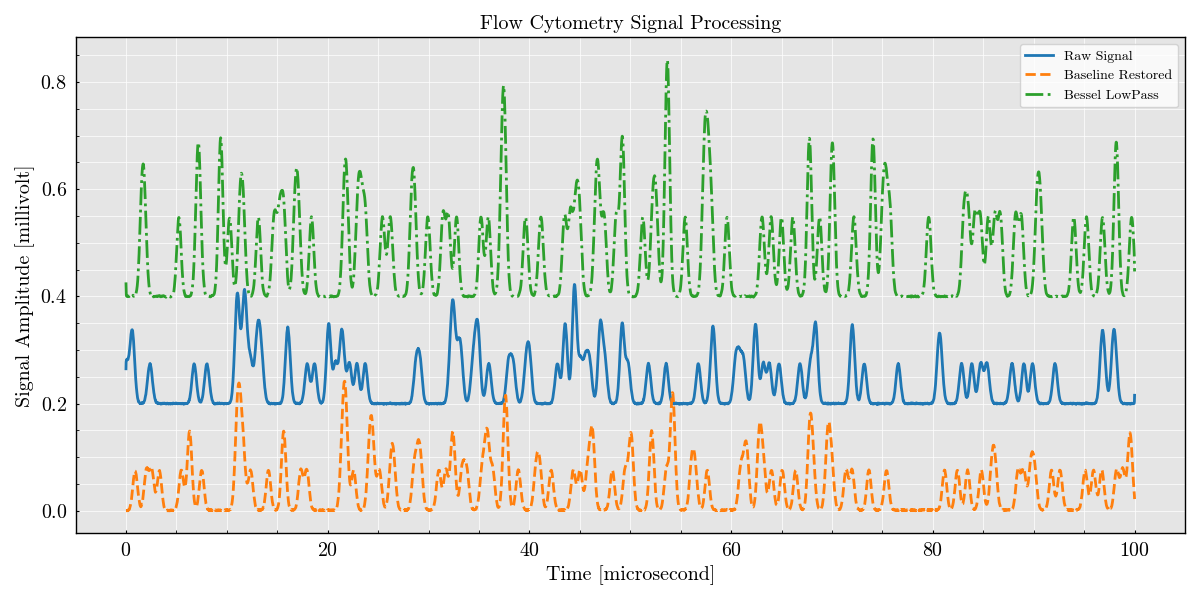 Flow Cytometry Signal Processing
Raw Signal
Baseline Restored
Bessel LowPass
Signal Amplitude [millivolt]
0.8
0.6
0.4
0.2
0.0
0 20 40 60 80 100
Time [microsecond]